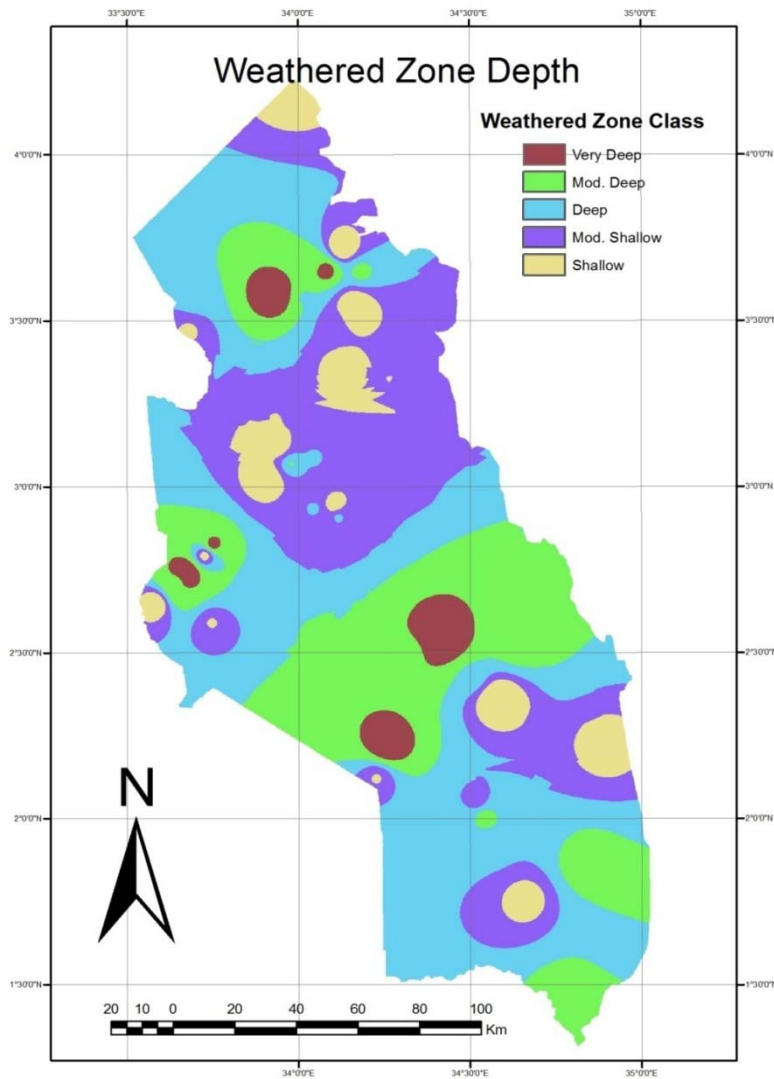 33°30'0"E 34°0'0"E 34°30'0"E 35°0'0"E
Weathered Zone Depth
Weathered Zone Class
Very Deep
Mod. Deep
Deep
Mod. Shallow
Shallow
4°0'0"N 4°0'0"N
3°30'0"N 3°30'0"N
3°0'0"N 3°0'0"N
2°30'0"N 2°30'0"N
N
2°0'0"N 2°0'0"N
1°30'0"N 1°30'0"N
20 10 0 20 40 60 80 100
Km
33°30'0"E 34°0'0"E 34°30'0"E 35°0'0"E